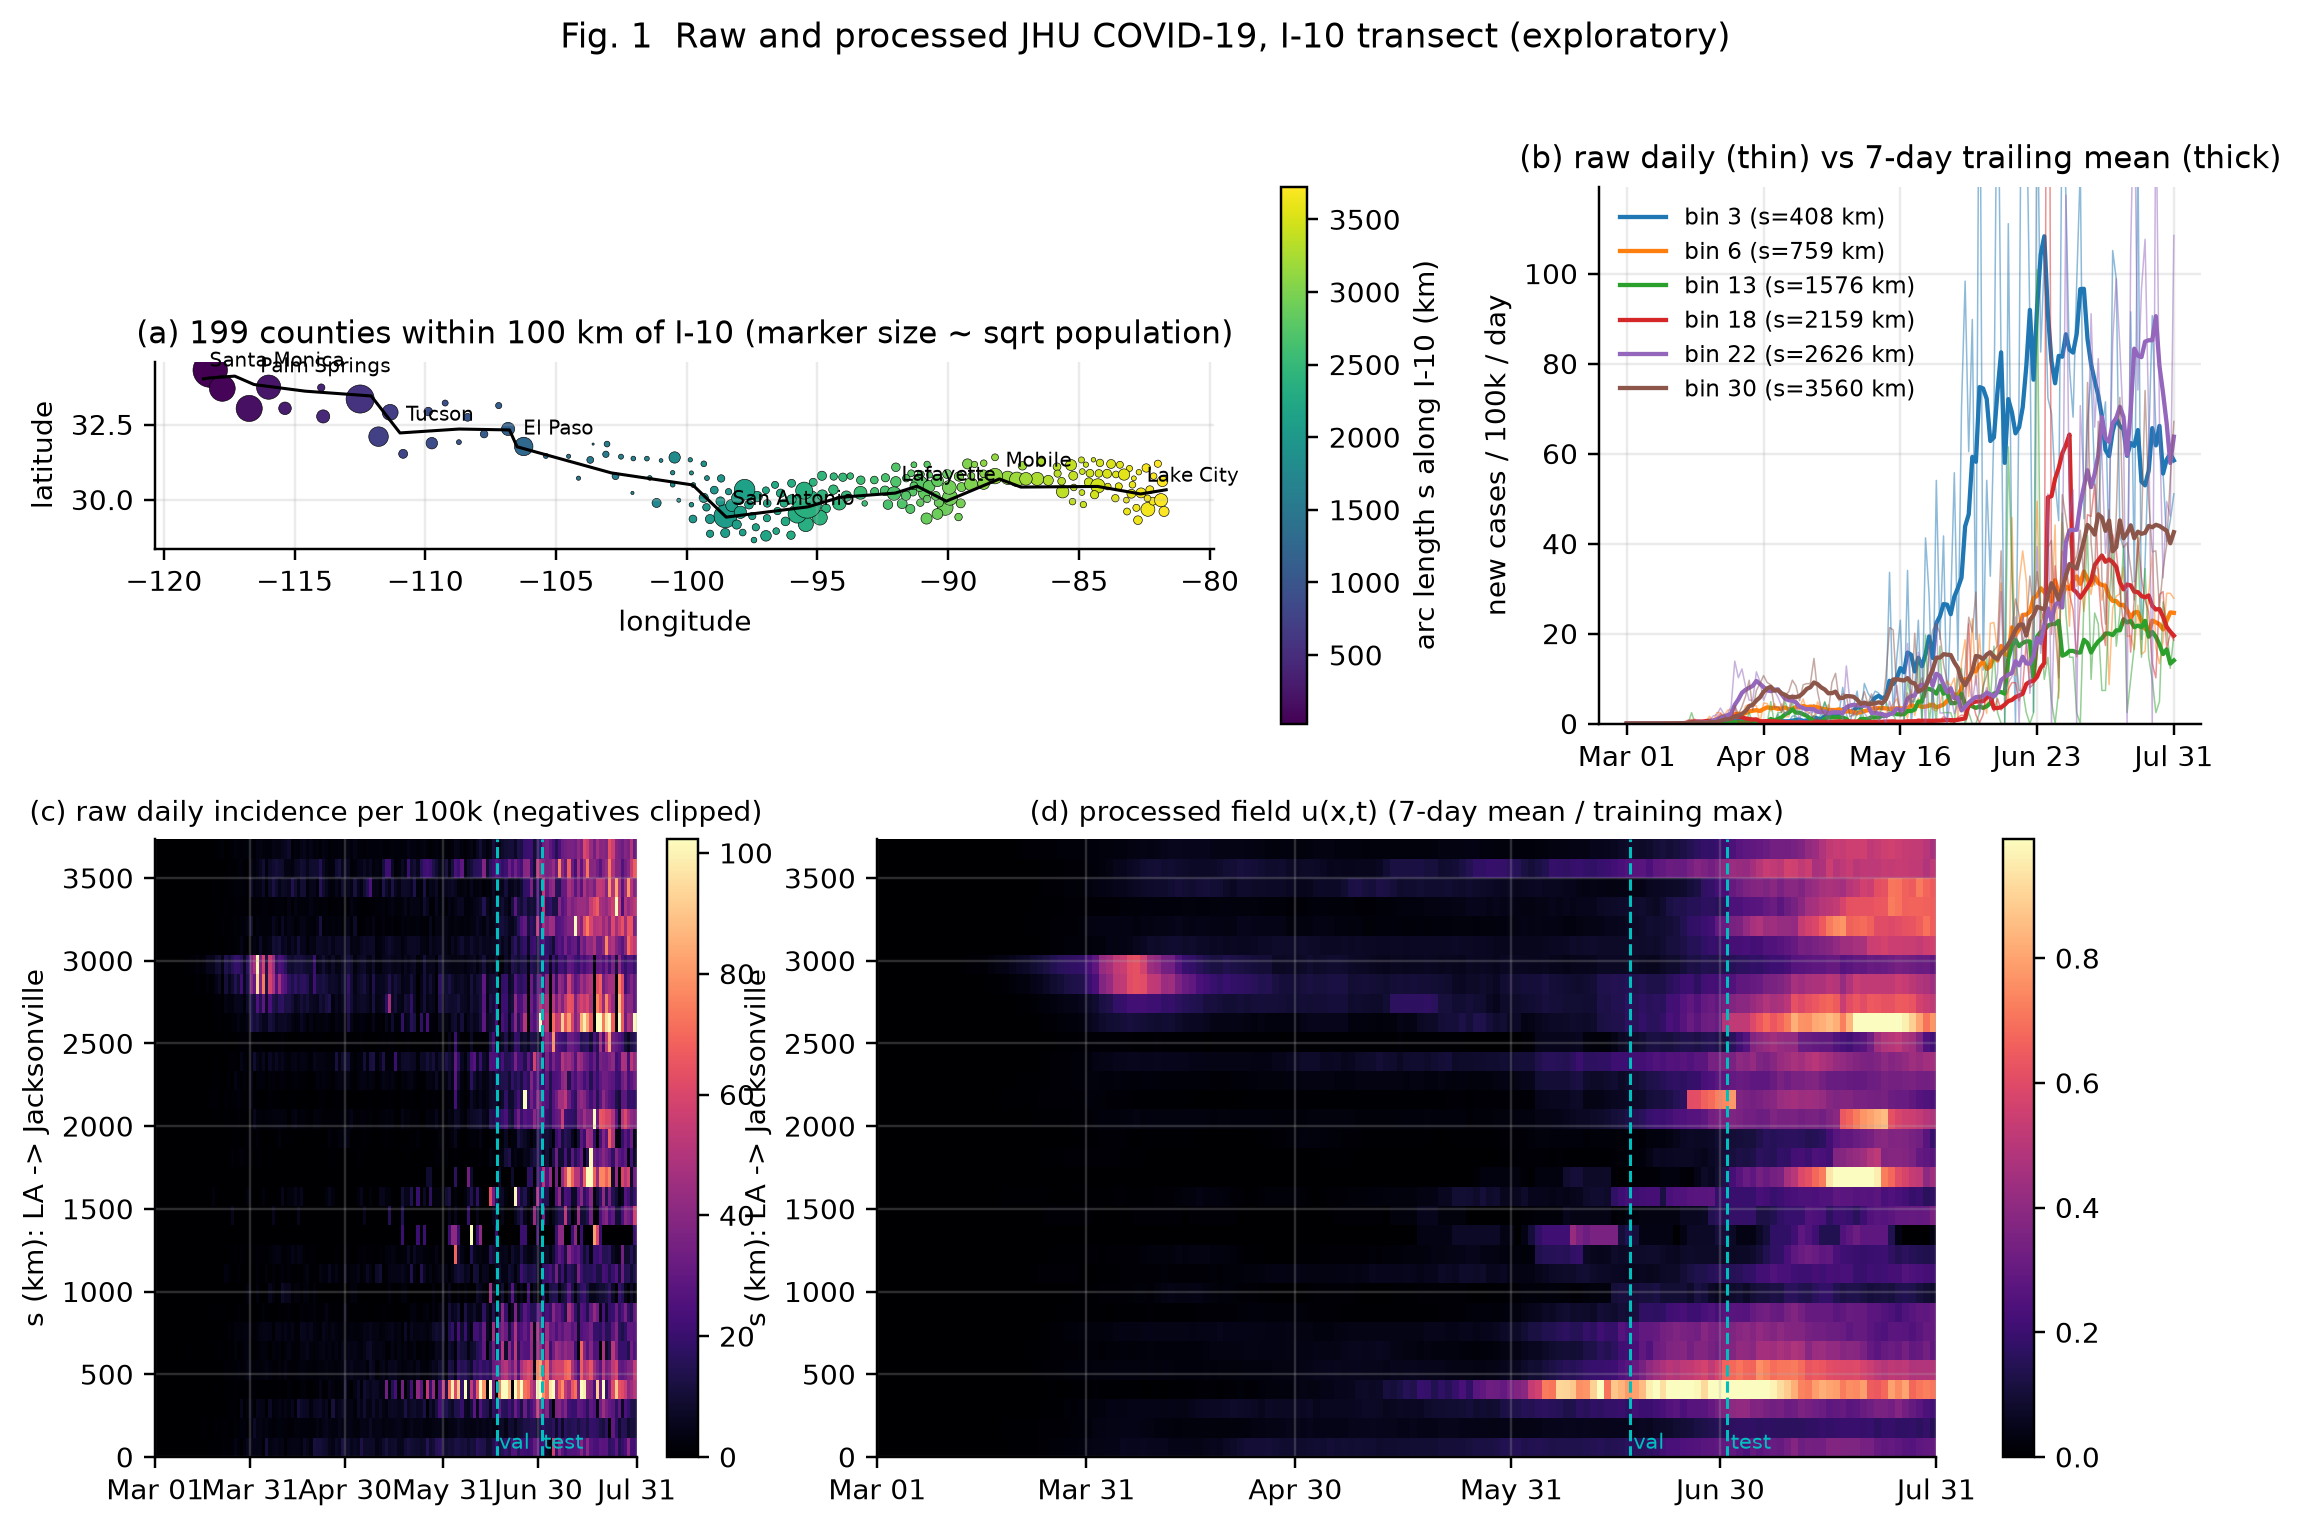 Fig. 1  Raw and processed JHU COVID-19, I-10 transect (exploratory)
(a) 199 counties within 100 km of I-10 (marker size ~ sqrt population)
Santa Monica
Palm Springs
Tucson
El Paso
San Antonio
Lafayette
Mobile
Lake City
latitude
32.5
30.0
−120
−115
−110
−105
−100
−95
−90
−85
−80
longitude
3500
3000
2500
2000
1500
1000
500
arc length s along I-10 (km)
(b) raw daily (thin) vs 7-day trailing mean (thick)
bin 3 (s=408 km)
bin 6 (s=759 km)
bin 13 (s=1576 km)
bin 18 (s=2159 km)
bin 22 (s=2626 km)
bin 30 (s=3560 km)
new cases / 100k / day
100
80
60
40
20
0
Mar 01
Apr 08
May 16
Jun 23
Jul 31
(c) raw daily incidence per 100k (negatives clipped)
s (km): LA -> Jacksonville
3500
3000
2500
2000
1500
1000
500
0
val
test
Mar 01
Mar 31
Apr 30
May 31
Jun 30
Jul 31
100
80
60
40
20
0
(d) processed field u(x,t) (7-day mean / training max)
s (km): LA -> Jacksonville
3500
3000
2500
2000
1500
1000
500
0
val
test
Mar 01
Mar 31
Apr 30
May 31
Jun 30
Jul 31
0.8
0.6
0.4
0.2
0.0